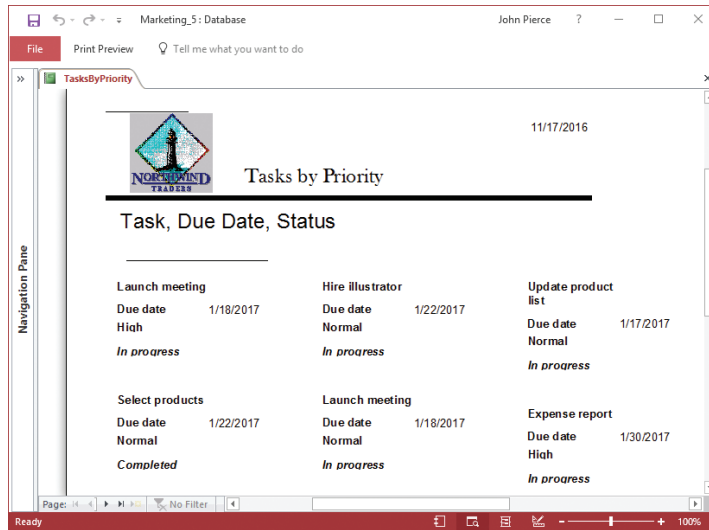 Marketing_5 : Database
John Pierce ?
File Print Preview Tell me what you want to do
TasksByPriority
Navigation Pane
11/17/2016
NORTHWIND
TRADERS
Tasks by Priority
Task, Due Date, Status
Launch meeting
Due date 1/18/2017
High
In progress
Hire illustrator
Due date 1/22/2017
Normal
In progress
Update product
list
Due date 1/17/2017
Normal
In progress
Select products
Due date 1/22/2017
Normal
Completed
Launch meeting
Due date 1/18/2017
Normal
In progress
Expense report
Due date 1/30/2017
High
In progress
Page: No Filter
Ready 100%